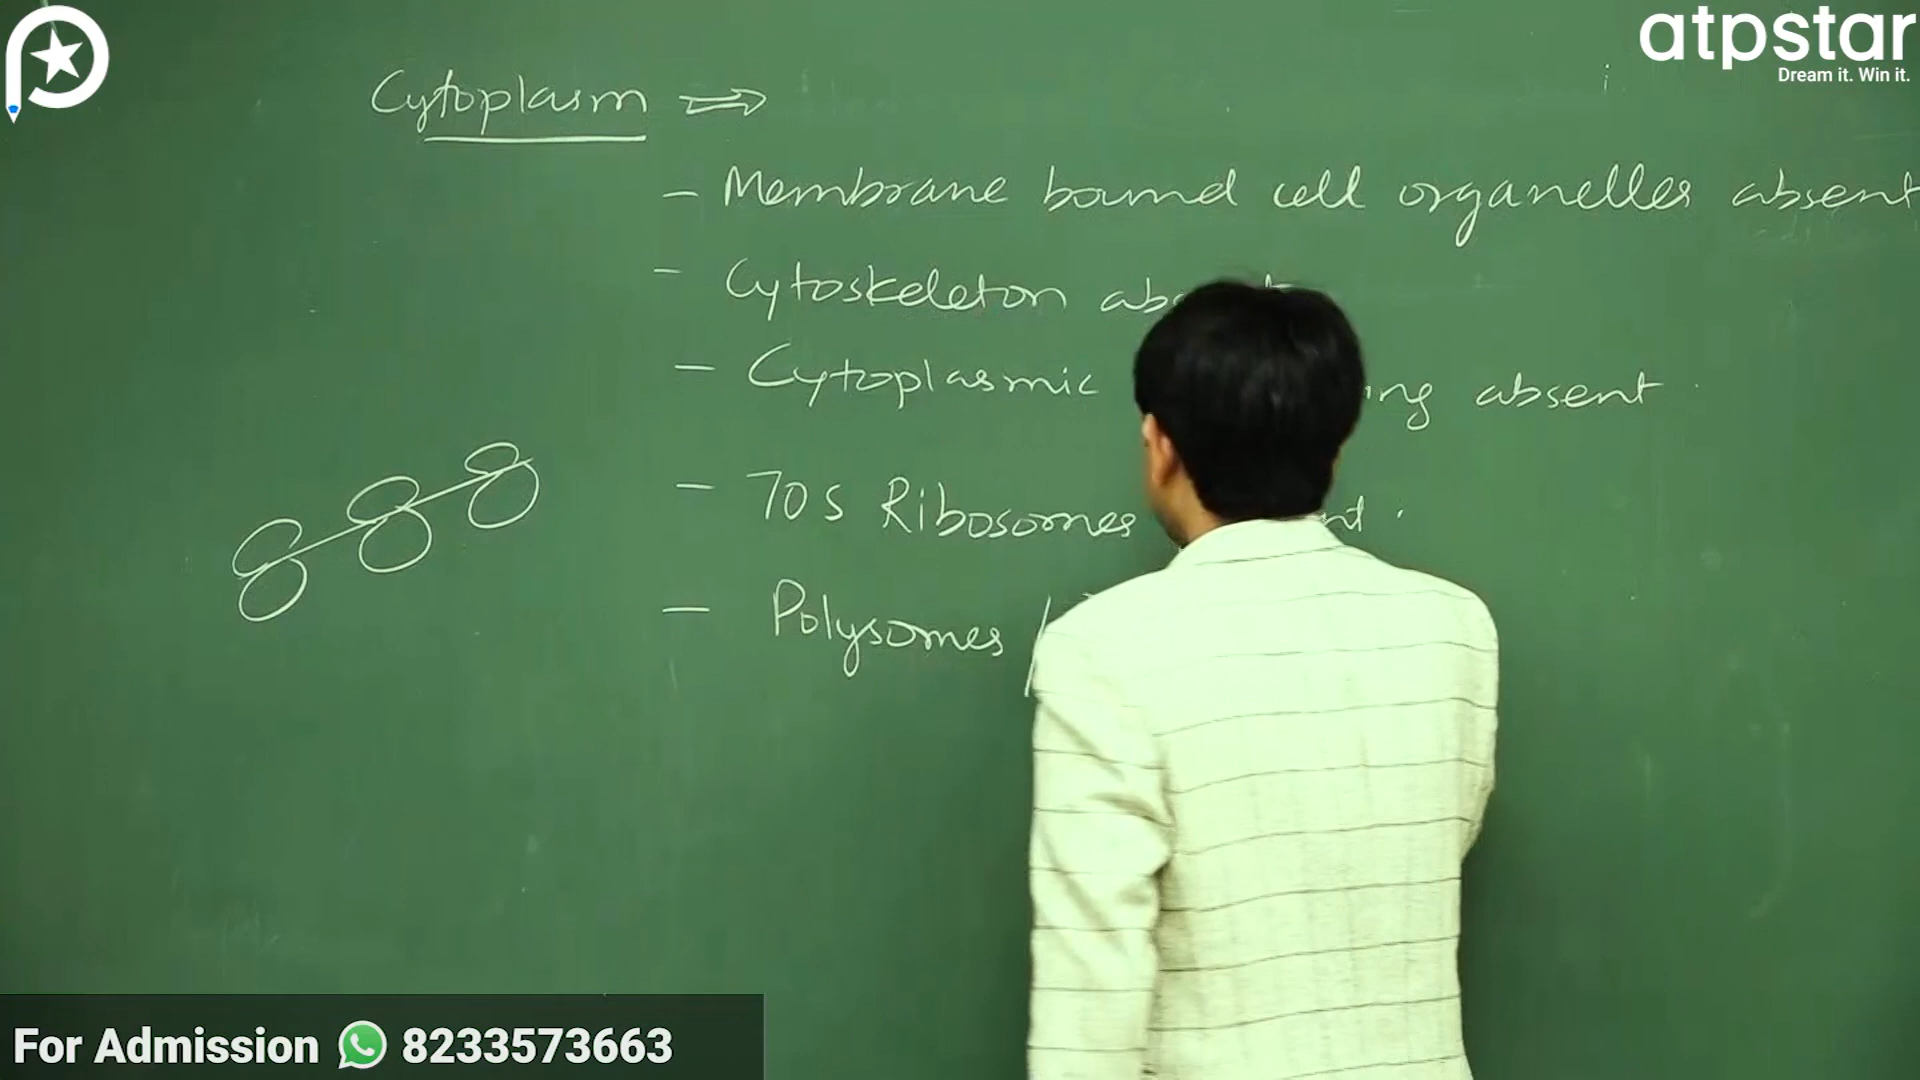 atpstar
Dream it. Win it.
Cytoplasm ⇒
- Membrane bound cell organelles absent
- Cytoskeleton
- Cytoplasmic absent.
- 70s Ribosomes
- Polysomes /
For Admission 8233573663